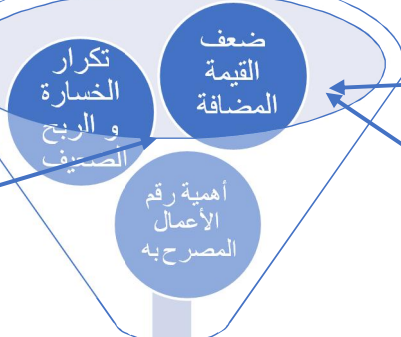 ضعف
القيمة
المضافة
تكرار
الخسارة
و الربح
الضعيف
أهمية رقم
الأعمال
المصرح به